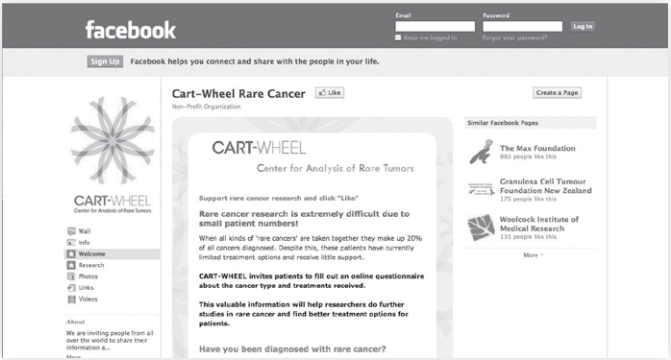 facebook
Email
Password
Log In
Keep me logged in
Forgot your password?
Sign Up
Facebook helps you connect and share with the people in your life.
CART-WHEEL
Center for Analysis of Rare Tumors
Wall
Info
Welcome
Research
Photos
Links
Videos
About
We are inviting people from all
over the world to share their
information a...
More
Cart-Wheel Rare Cancer
Like
Non-Profit Organization
CART-WHEEL
Center for Analysis of Rare Tumors
Support rare cancer research and click "Like"
Rare cancer research is extremely difficult due to
small patient numbers!
When all kinds of 'rare cancers' are taken together they make up 20%
of all cancers diagnosed. Despite this, these patients have currently
limited treatment options and receive little support.
CART-WHEEL invites patients to fill out an online questionnaire
about the cancer type and treatments received.
This valuable information will help researchers do further
studies in rare cancer and find better treatment options for
patients.
Have you been diagnosed with rare cancer?
Create a Page
Similar Facebook Pages
The Max Foundation
883 people like this
Granulosa Cell Tumour
Foundation New Zealand
175 people like this
Woolcock Institute of
Medical Research
133 people like this
More